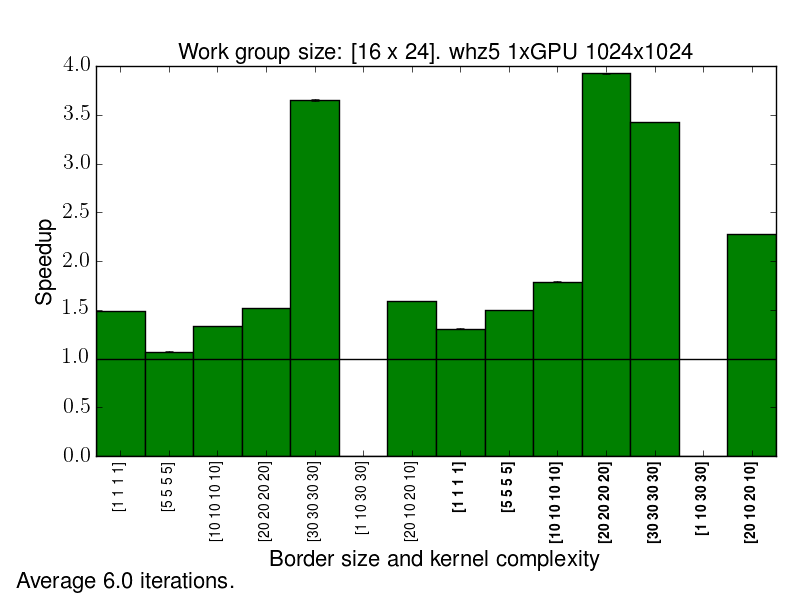 Work group size: [16 x 24]. whz5 1xGPU 1024x1024
4.0
3.5
3.0
2.5
2.0
1.5
1.0
0.5
0.0
Speedup
[1 1 1 1]
[5 5 5 5]
[10 10 10 10]
[20 20 20 20]
[30 30 30 30]
[1 10 30 30]
[20 10 20 10]
[1 1 1 1]
[5 5 5 5]
[10 10 10 10]
[20 20 20 20]
[30 30 30 30]
[1 10 30 30]
[20 10 20 10]
Border size and kernel complexity
Average 6.0 iterations.